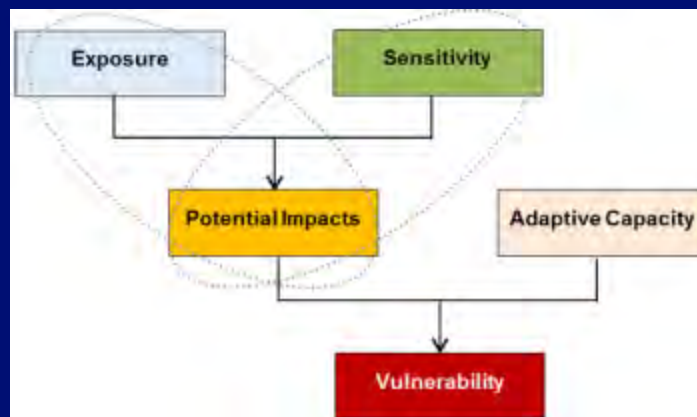 Exposure
Sensitivity
Potential Impacts
Adaptive Capacity
Vulnerability